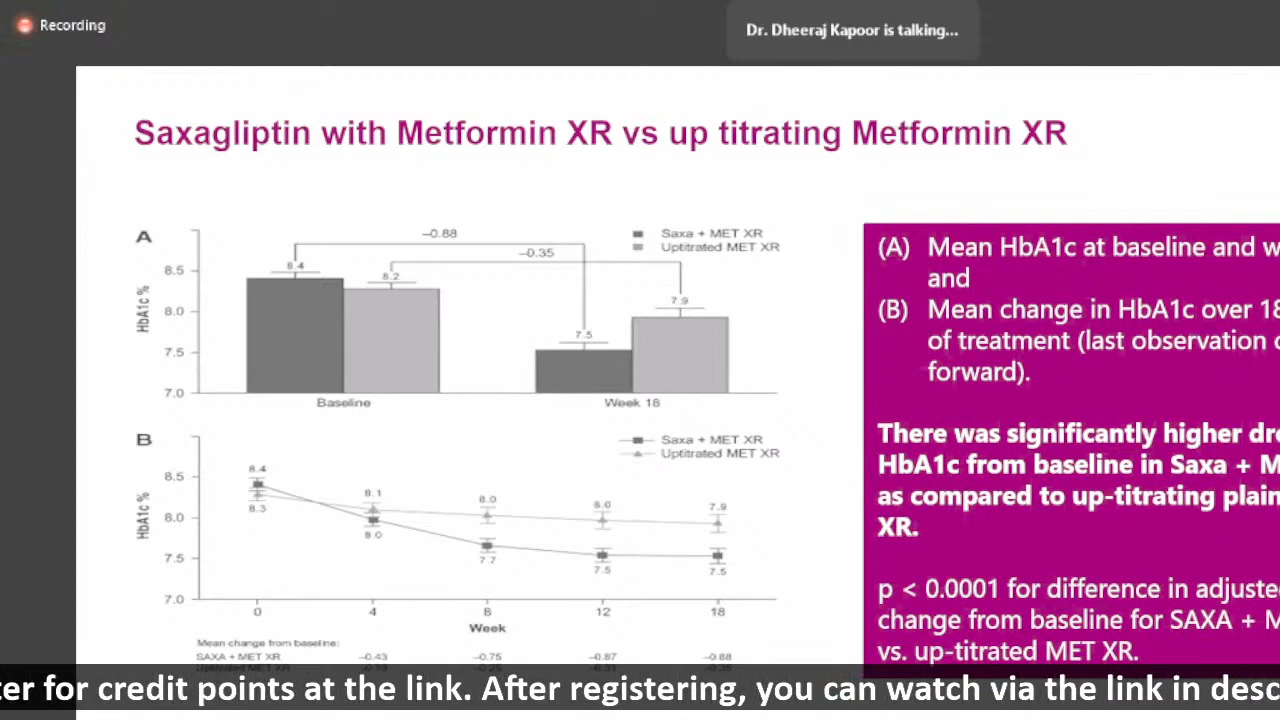 Recording
Dr. Dheeraj Kapoor is talking...
Saxagliptin with Metformin XR vs up titrating Metformin XR
A
–0.88
Saxa + MET XR
Uptitrated MET XR
–0.35
8.4
8.2
7.9
7.5
8.5
8.0
7.5
7.0
HbA1c %
Baseline
Week 18
B
Saxa + MET XR
Uptitrated MET XR
8.5
8.0
7.5
7.0
HbA1c %
8.4
8.3
8.1
8.0
8.0
7.7
8.0
7.5
7.9
7.5
0
4
8
12
18
Week
Mean change from baseline:
SAXA + MET XR –0.43 –0.75 –0.87 –0.88
(A) Mean HbA1c at baseline and w
and
(B) Mean change in HbA1c over 18
of treatment (last observation
forward).
There was significantly higher dr
HbA1c from baseline in Saxa + M
as compared to up-titrating plain
XR.
p < 0.0001 for difference in adjuste
change from baseline for SAXA + M
vs. up-titrated MET XR.
ter for credit points at the link. After registering, you can watch via the link in desc